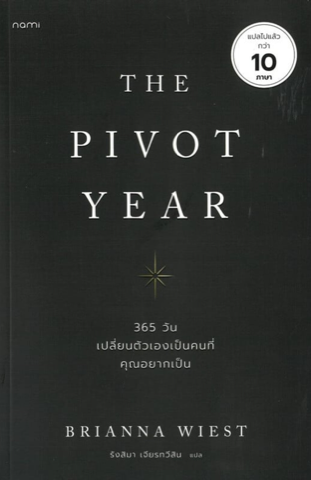 nami
แปลไปแล้ว
กว่า
10
ภาษา
THE
PIVOT
YEAR
365 วัน
เปลี่ยนตัวเองเป็นคนที่
คุณอยากเป็น
BRIANNA WIEST
รังสิมา เจียรทวีสิน แปล